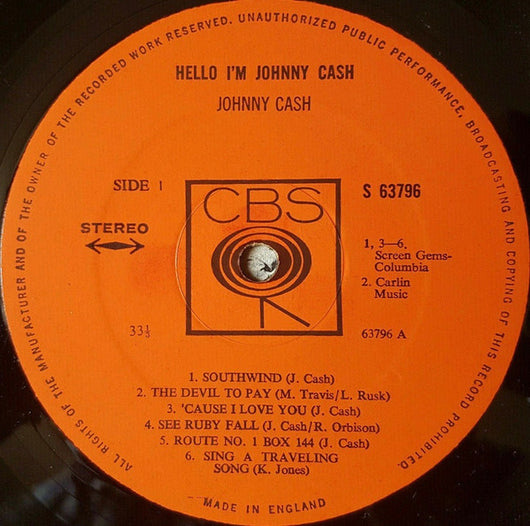 ALL RIGHTS OF THE MANUFACTURER AND OF THE OWNER OF THE RECORDED WORK RESERVED. UNAUTHORIZED PUBLIC PERFORMANCE, BROADCASTING AND COPYING OF THIS RECORD PROHIBITED.
HELLO I'M JOHNNY CASH
JOHNNY CASH
SIDE 1
S 63796
CBS
STEREO
1, 3—6.
Screen Gems-
Columbia
2. Carlin
Music
33⅓
63796 A
1. SOUTHWIND (J. Cash)
2. THE DEVIL TO PAY (M. Travis/L. Rusk)
3. 'CAUSE I LOVE YOU (J. Cash)
4. SEE RUBY FALL (J. Cash/R. Orbison)
5. ROUTE NO. 1 BOX 144 (J. Cash)
6. SING A TRAVELING
SONG (K. Jones)
MADE IN ENGLAND